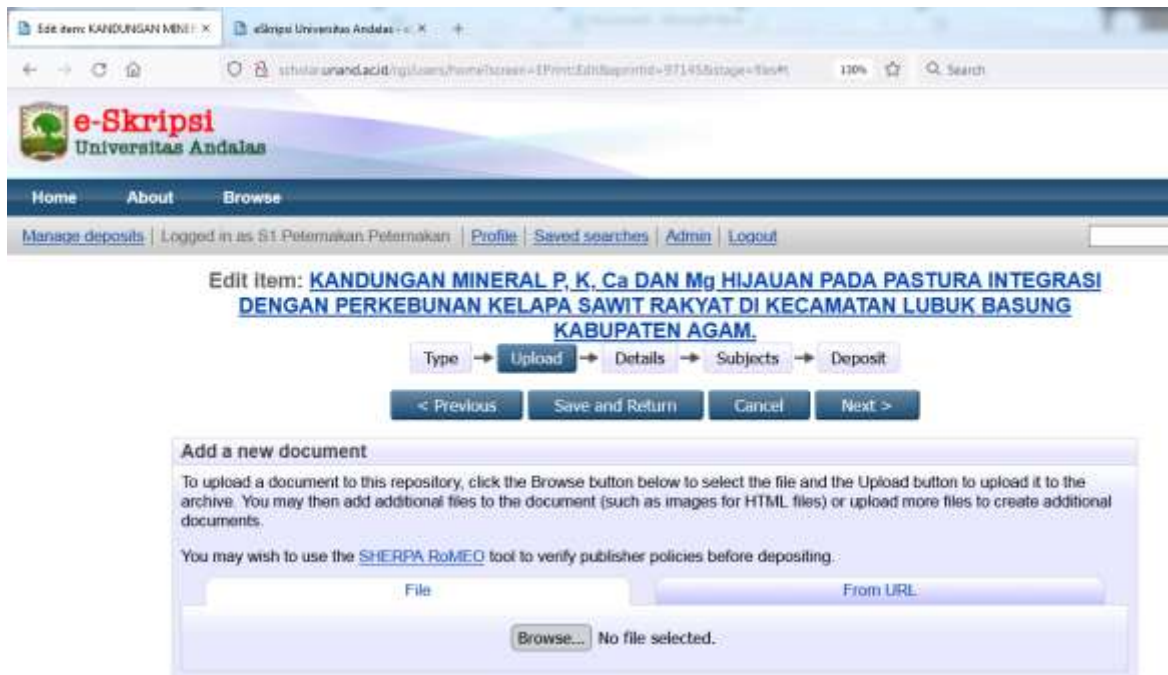 Edit item: KANDUNGAN MINE
eSkripsi Universitas Andalas
130%
Search
e-Skripsi
Universitas Andalas
Home About Browse
Manage deposits | Logged in as S1 Peternakan Peternakan | Profile | Saved searches | Admin | Logout
Edit item: KANDUNGAN MINERAL P, K, Ca DAN Mg HIJAUAN PADA PASTURA INTEGRASI
DENGAN PERKEBUNAN KELAPA SAWIT RAKYAT DI KECAMATAN LUBUK BASUNG
KABUPATEN AGAM.
Type → Upload → Details → Subjects → Deposit
< Previous Save and Return Cancel Next >
Add a new document
To upload a document to this repository, click the Browse button below to select the file and the Upload button to upload it to the
archive. You may then add additional files to the document (such as images for HTML files) or upload more files to create additional
documents.
You may wish to use the SHERPA RoMEO tool to verify publisher policies before depositing.
File From URL
Browse... No file selected.